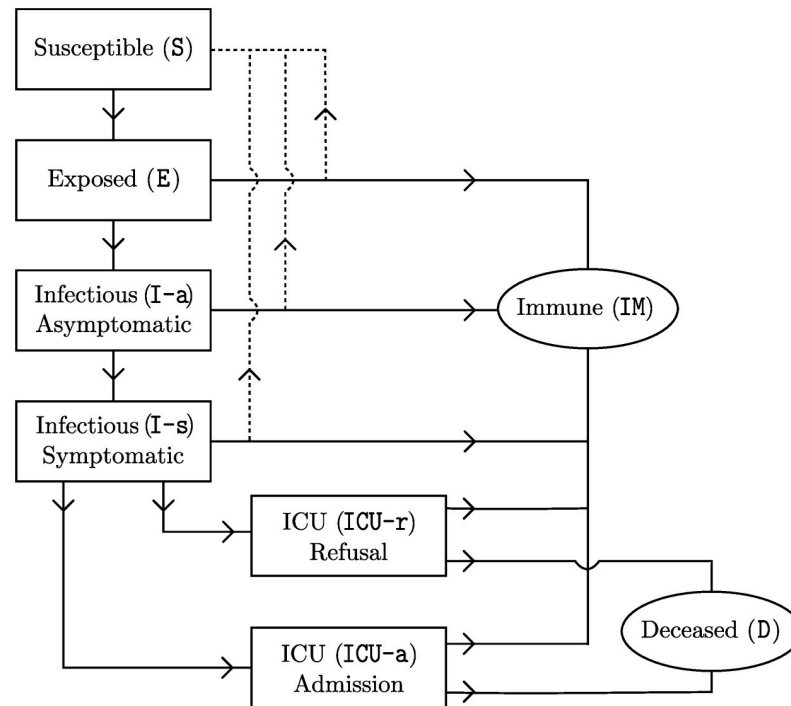 Susceptible (S)
Exposed (E)
Infectious (I-a)
Asymptomatic
Immune (IM)
Infectious (I-s)
Symptomatic
ICU (ICU-r)
Refusal
Deceased (D)
ICU (ICU-a)
Admission